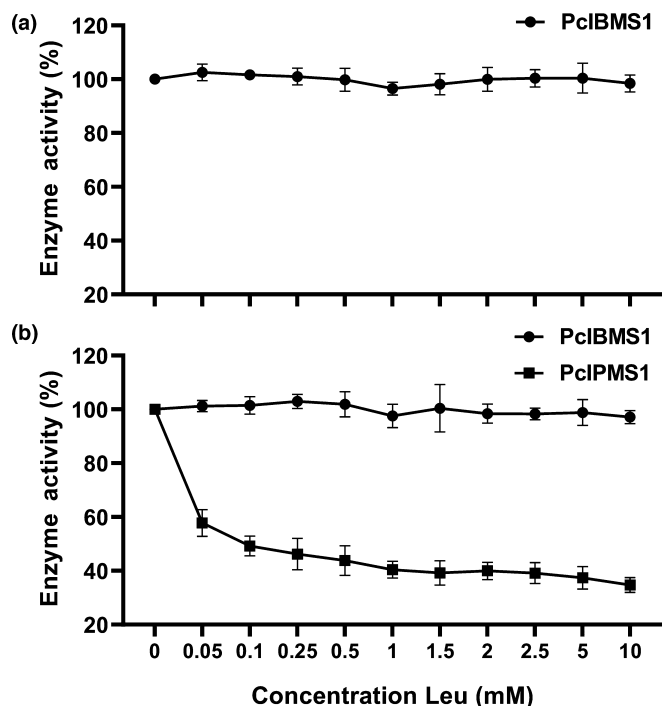 (a)
PcIBMS1
Enzyme activity (%)
120
100
80
60
40
20
(b)
PcIBMS1
PcIPMS1
Enzyme activity (%)
120
100
80
60
40
20
0 0.05 0.1 0.25 0.5 1 1.5 2 2.5 5 10
Concentration Leu (mM)